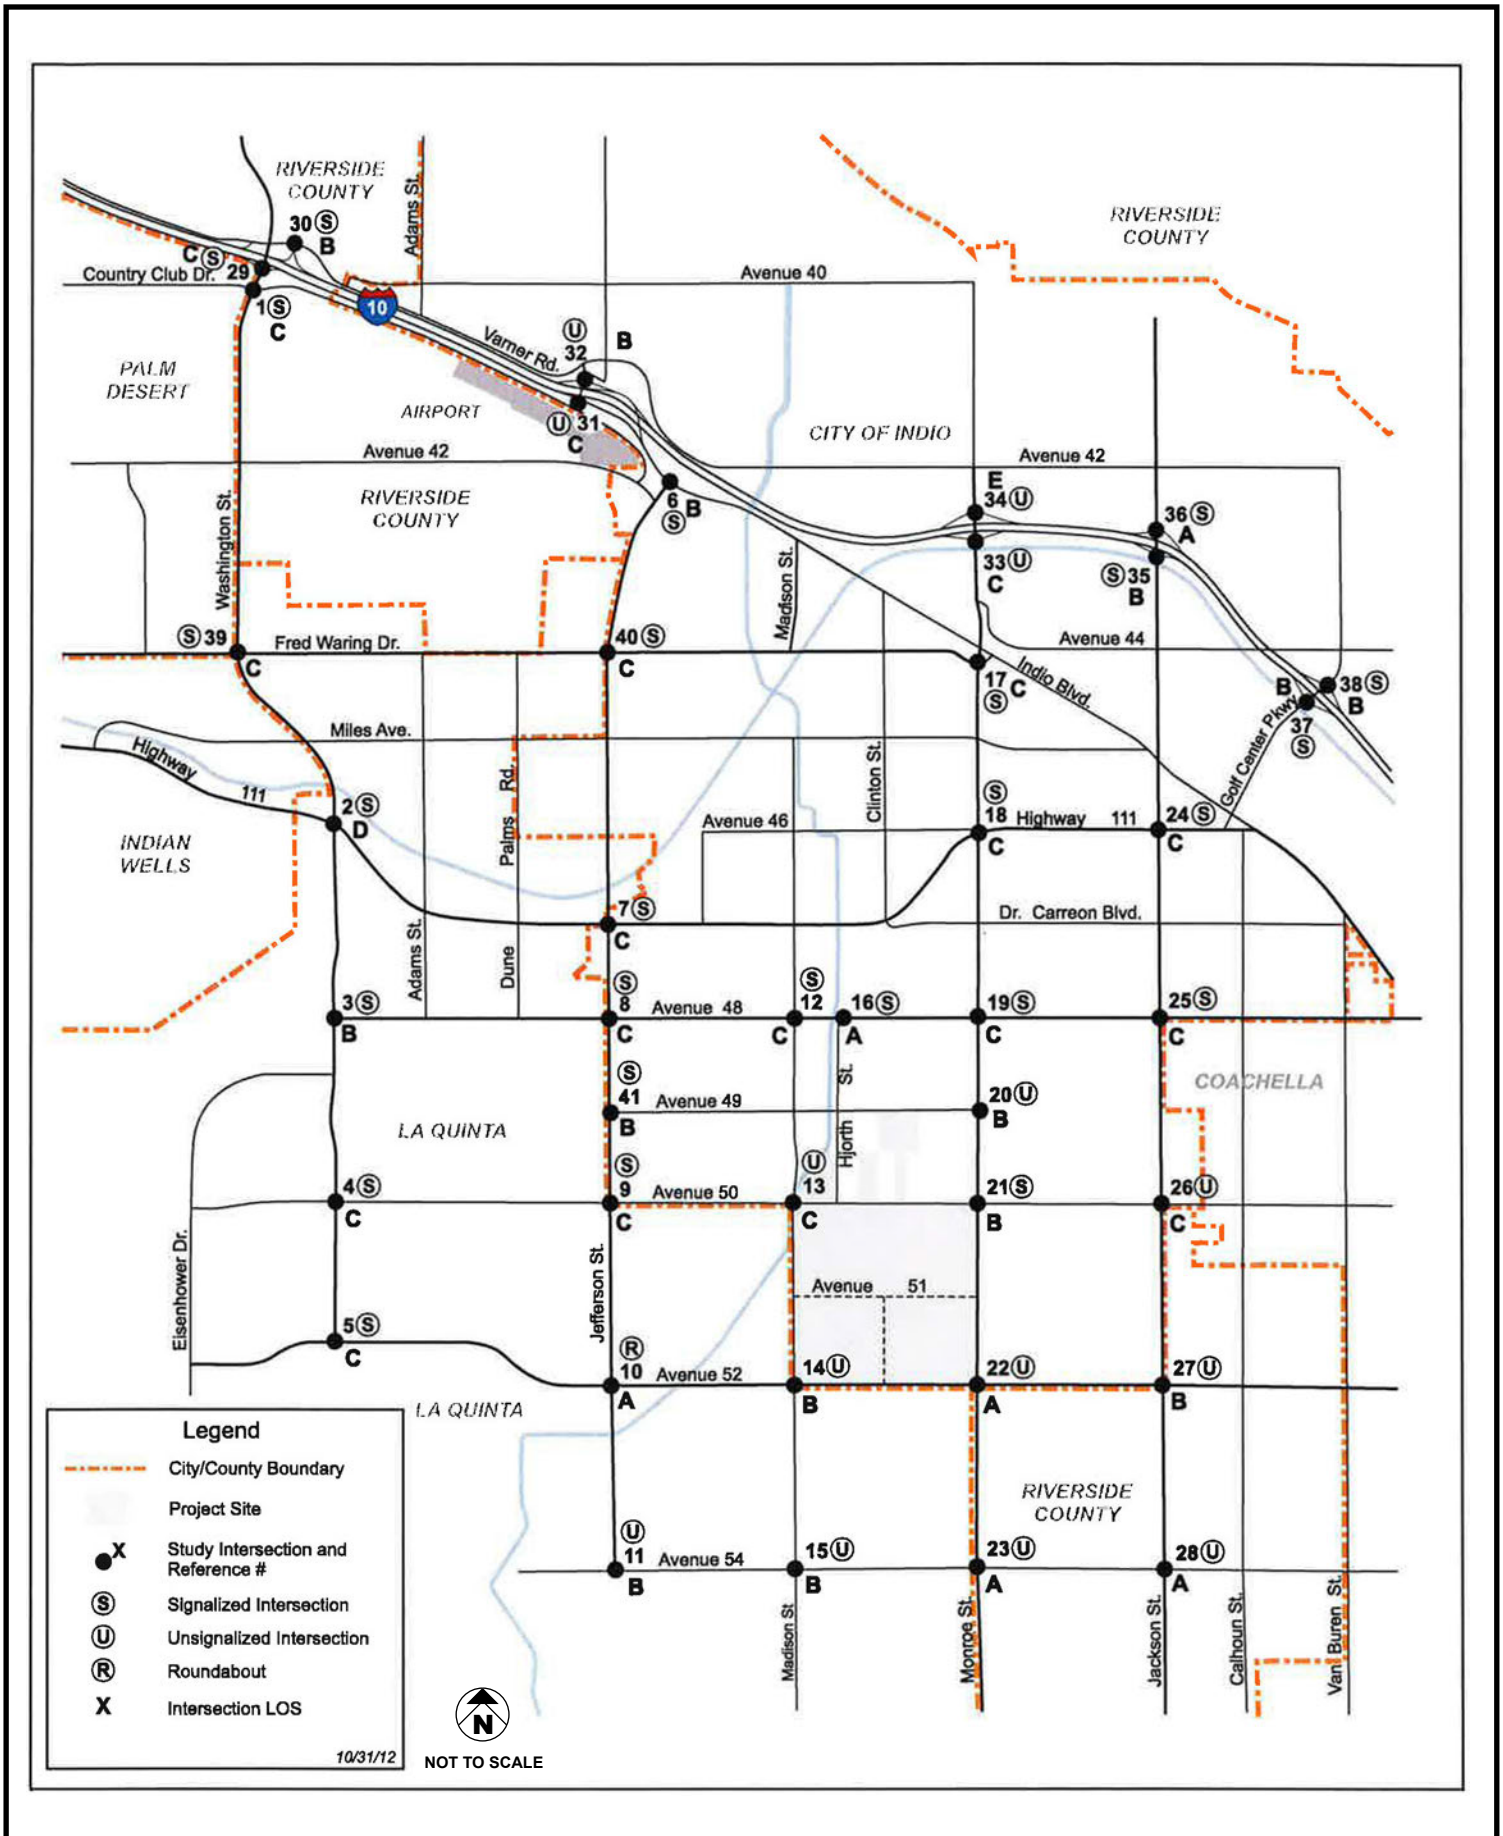 RIVERSIDE
COUNTY
Adams St.
30 S
B
C S
29
Country Club Dr.
1 S
C
10
Avenue 40
RIVERSIDE
COUNTY
PALM
DESERT
Varner Rd.
U
32
B
AIRPORT
U 31
C
CITY OF INDIO
Avenue 42
Avenue 42
RIVERSIDE
COUNTY
Washington St.
6
B
S
E
34 U
33 U
C
36 S
A
S 35
B
Madison St.
S 39
C
Fred Waring Dr.
40 S
C
Avenue 44
17
C
S
Indio Blvd.
B
38 S
B
37
S
Golf Center Pkwy
Miles Ave.
Highway
111
2 S
D
INDIAN
WELLS
Palms Rd.
Dune
Adams St.
Clinton St.
Avenue 46
S
18
C
Highway 111
24 S
C
7 S
C
Dr. Carreon Blvd.
3 S
B
S
8
C
Avenue 48
S
12
C
16 S
A
19 S
C
25 S
C
COACHELLA
S
41
B
Avenue 49
20 U
B
Hjorth St.
LA QUINTA
4 S
C
S
9
C
Avenue 50
U
13
C
21 S
B
26 U
C
Eisenhower Dr.
Jefferson St.
Avenue 51
5 S
C
R
10
A
Avenue 52
14 U
B
22 U
A
27 U
B
LA QUINTA
RIVERSIDE
COUNTY
U
11
B
Avenue 54
15 U
B
23 U
A
28 U
A
Madison St
Monroe St.
Jackson St.
Calhoun St.
Van Buren St.
Legend
City/County Boundary
Project Site
X
Study Intersection and
Reference #
S Signalized Intersection
U Unsignalized Intersection
R Roundabout
X Intersection LOS
10/31/12
N
NOT TO SCALE